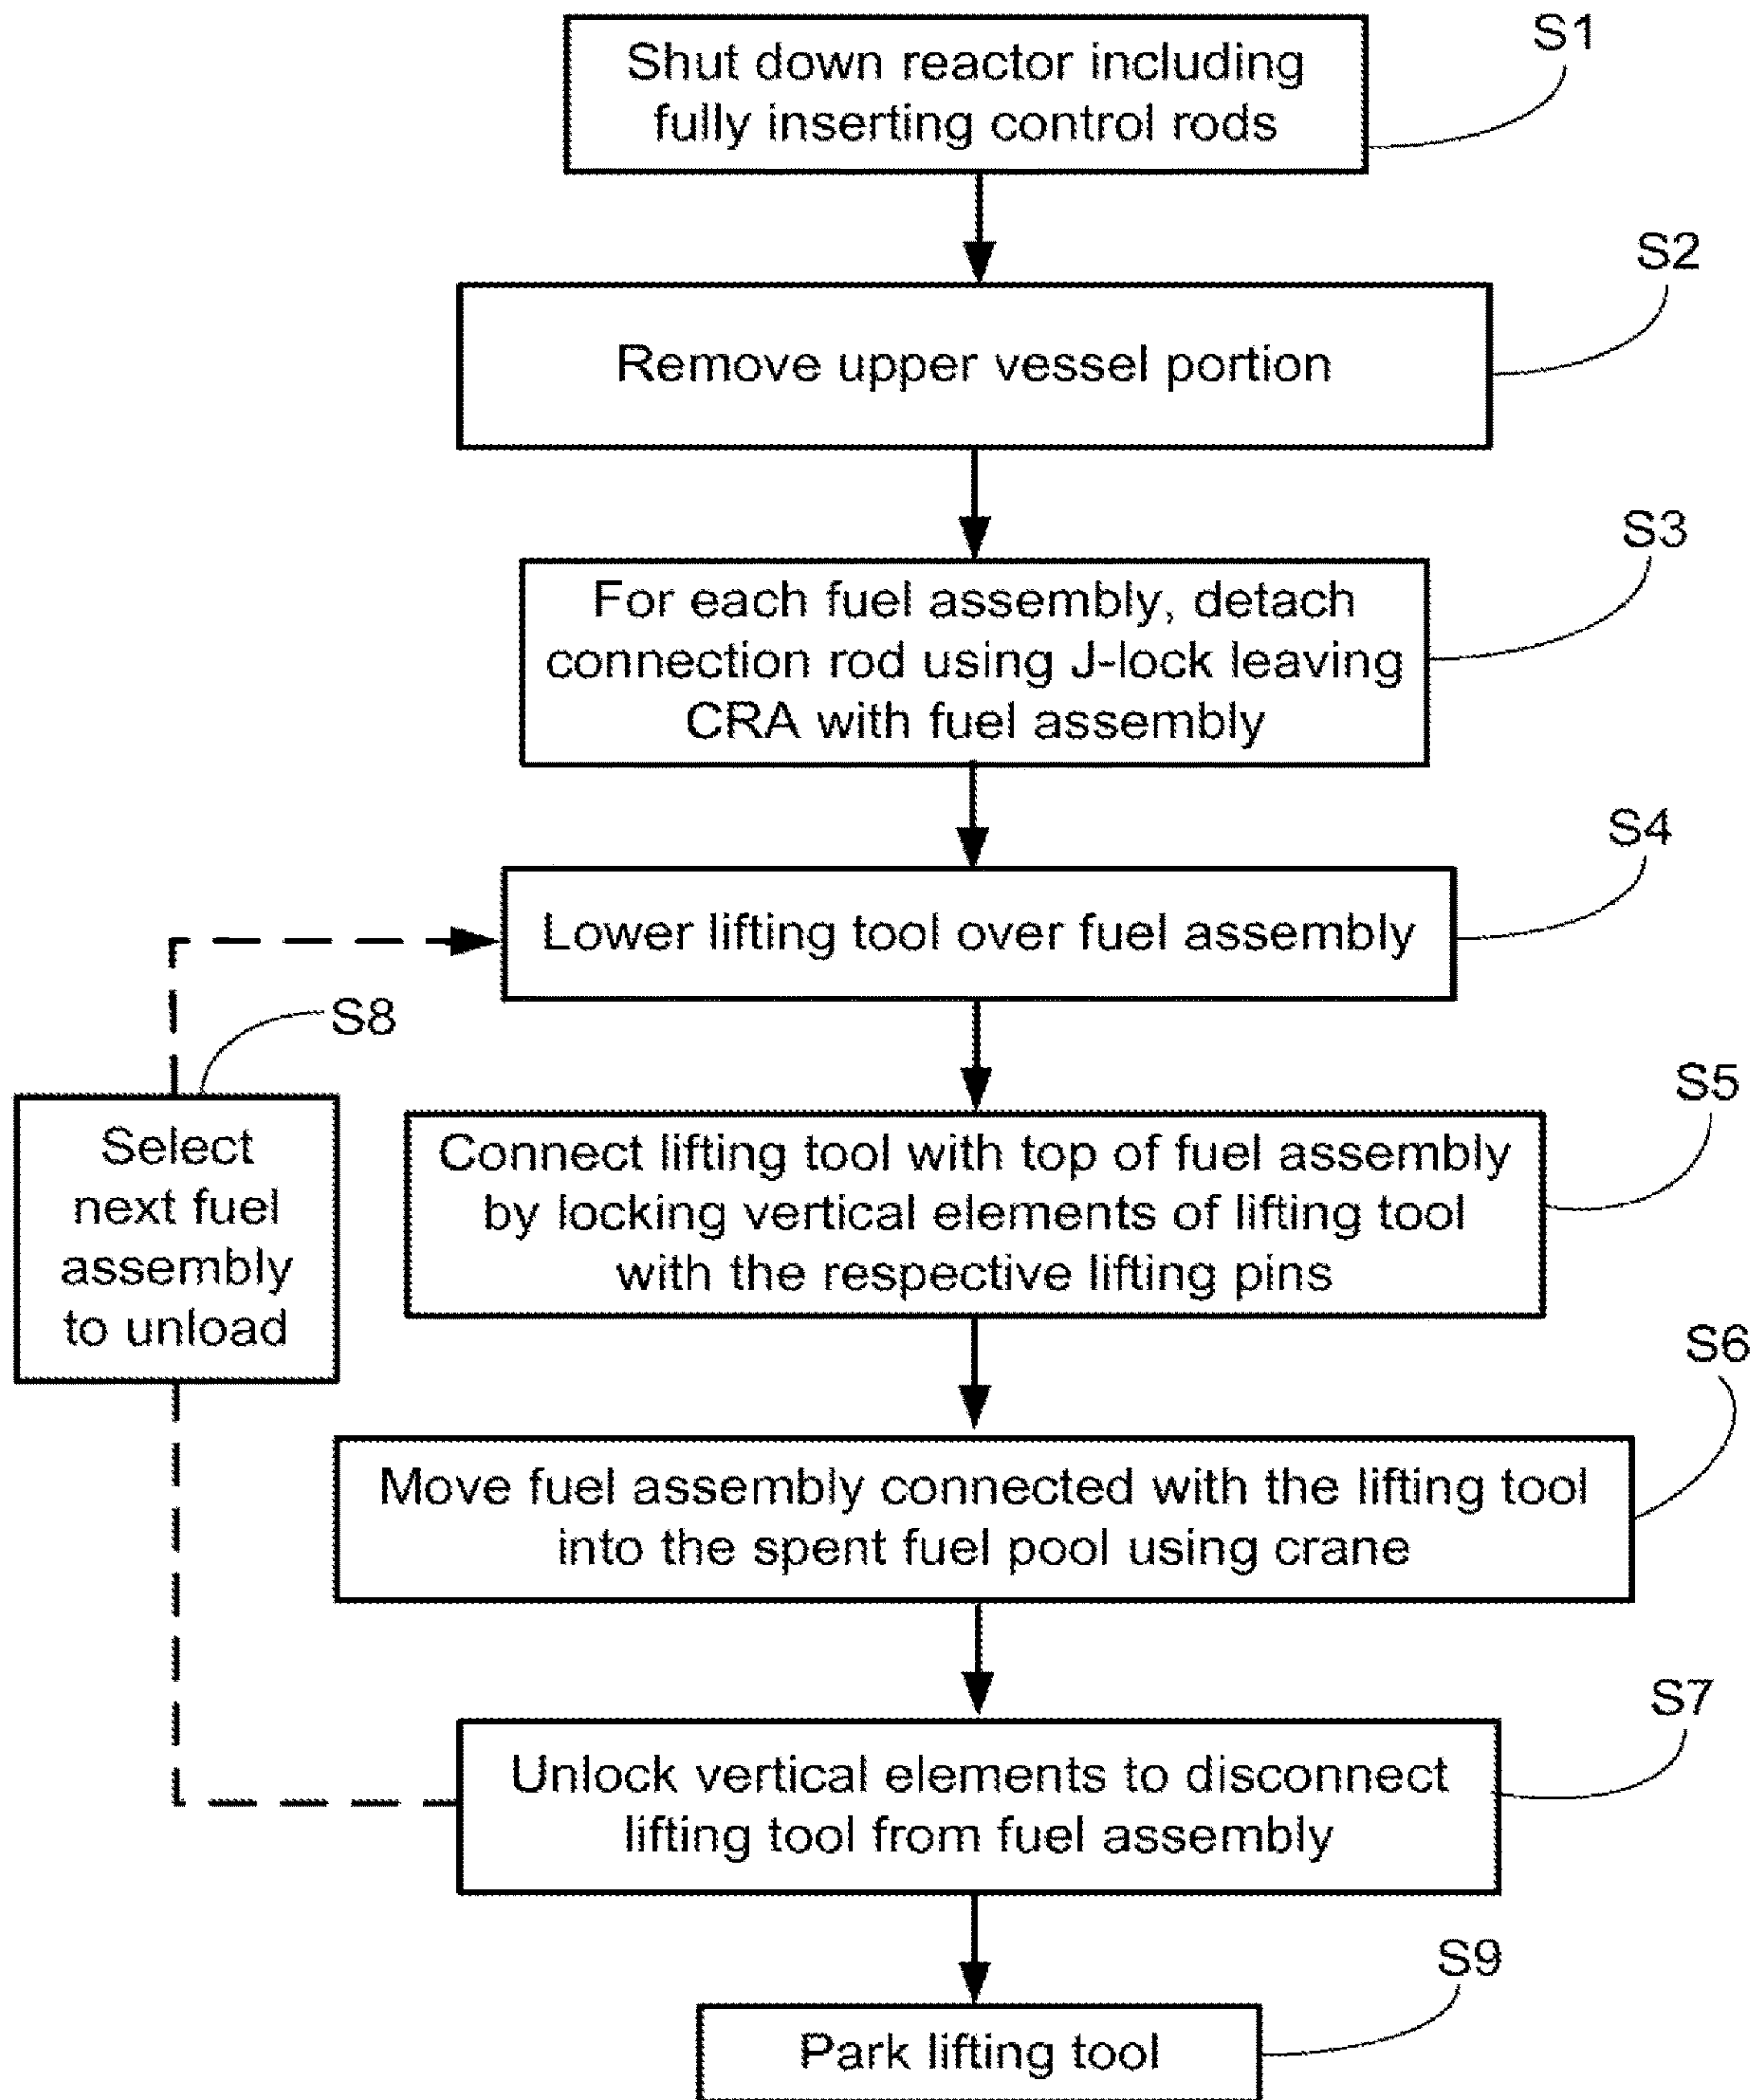 Shut down reactor including
fully inserting control rods
S1
Remove upper vessel portion
S2
For each fuel assembly, detach
connection rod using J-lock leaving
CRA with fuel assembly
S3
Lower lifting tool over fuel assembly
S4
Connect lifting tool with top of fuel assembly
by locking vertical elements of lifting tool
with the respective lifting pins
S5
Move fuel assembly connected with the lifting tool
into the spent fuel pool using crane
S6
Unlock vertical elements to disconnect
lifting tool from fuel assembly
S7
Select
next fuel
assembly
to unload
S8
Park lifting tool
S9